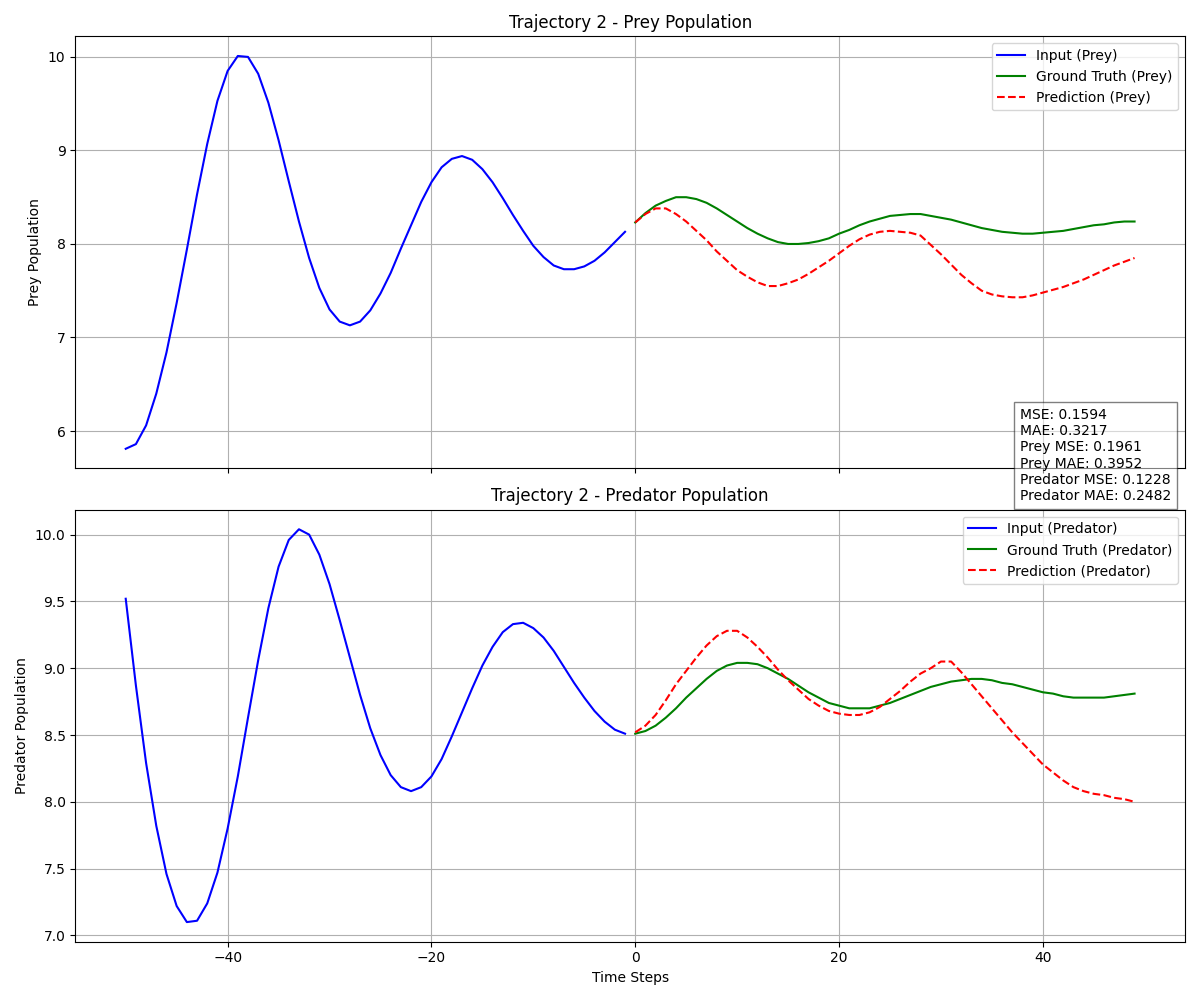 Trajectory 2 - Prey Population
Prey Population
10
9
8
7
6
Input (Prey)
Ground Truth (Prey)
Prediction (Prey)
MSE: 0.1594
MAE: 0.3217
Prey MSE: 0.1961
Prey MAE: 0.3952
Predator MSE: 0.1228
Predator MAE: 0.2482
Trajectory 2 - Predator Population
Predator Population
10.0
9.5
9.0
8.5
8.0
7.5
7.0
Input (Predator)
Ground Truth (Predator)
Prediction (Predator)
−40
−20
0
20
40
Time Steps